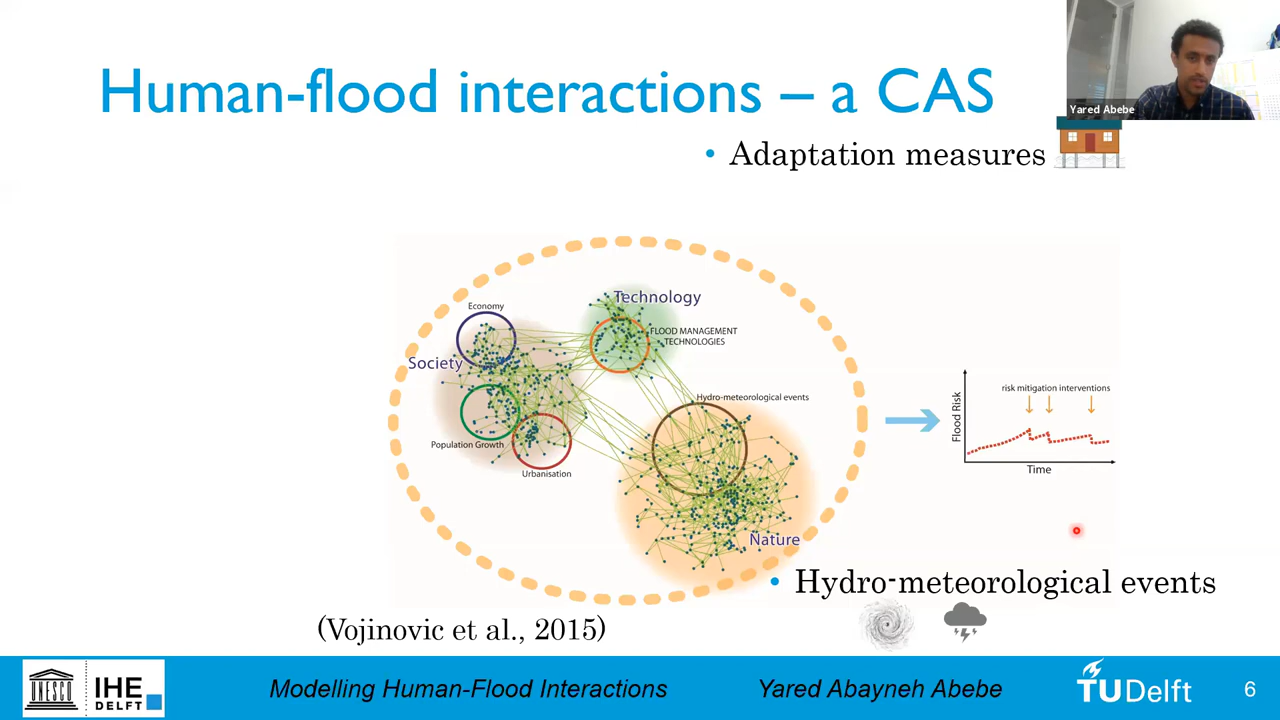 Human-flood interactions – a CAS
Yared Abebe
• Adaptation measures
Technology
Economy
FLOOD MANAGEMENT
TECHNOLOGIES
Society
Hydro-meteorological events
Population Growth
Urbanisation
Nature
risk mitigation interventions
Flood Risk
Time
• Hydro-meteorological events
(Vojinovic et al., 2015)
UNESCO
IHE
DELFT
Modelling Human-Flood Interactions
Yared Abayneh Abebe
TUDelft
6